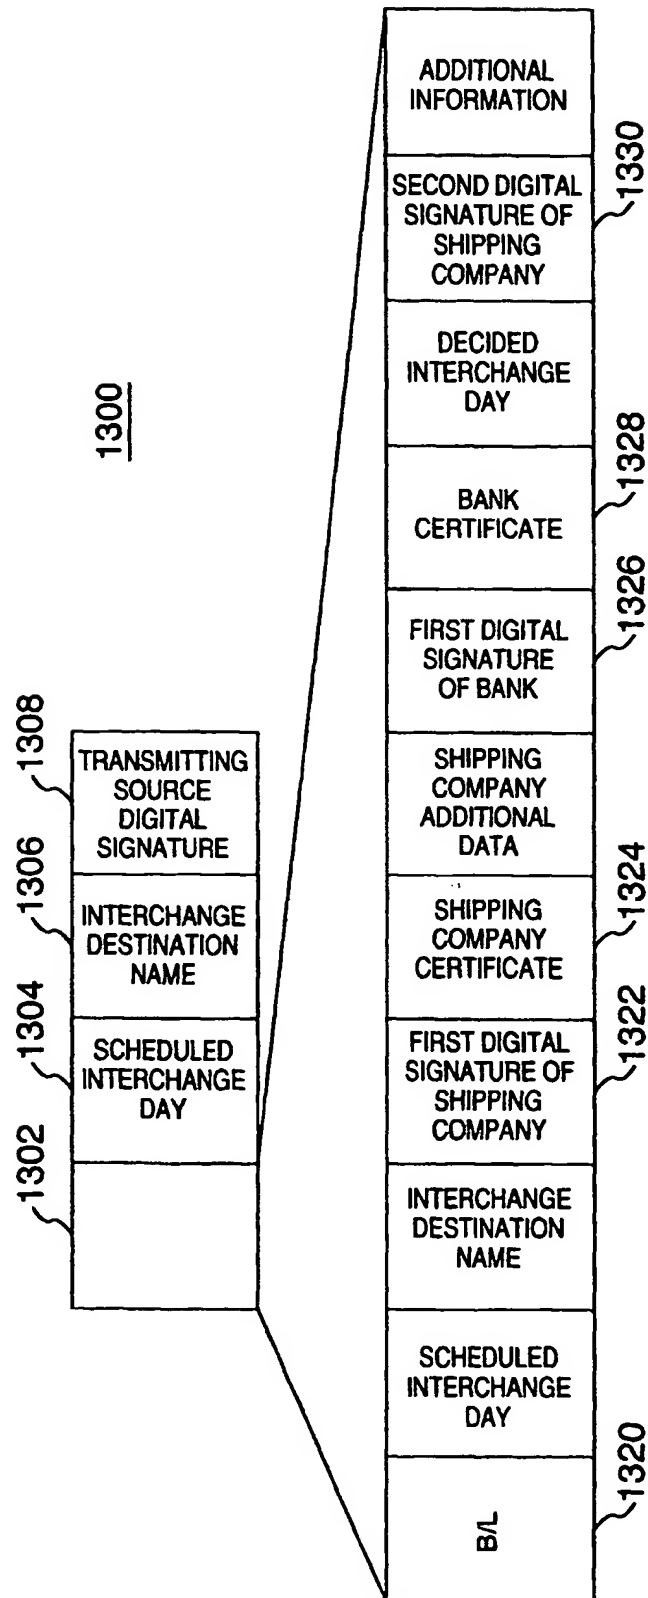 1300
1302
1304
1306
1308
SCHEDULED
INTERCHANGE
DAY
INTERCHANGE
DESTINATION
NAME
TRANSMITTING
SOURCE
DIGITAL
SIGNATURE
B/L
SCHEDULED
INTERCHANGE
DAY
INTERCHANGE
DESTINATION
NAME
FIRST DIGITAL
SIGNATURE OF
SHIPPING
COMPANY
SHIPPING
COMPANY
CERTIFICATE
SHIPPING
COMPANY
ADDITIONAL
DATA
FIRST DIGITAL
SIGNATURE
OF BANK
BANK
CERTIFICATE
DECIDED
INTERCHANGE
DAY
SECOND DIGITAL
SIGNATURE OF
SHIPPING
COMPANY
ADDITIONAL
INFORMATION
1320
1322
1324
1326
1328
1330